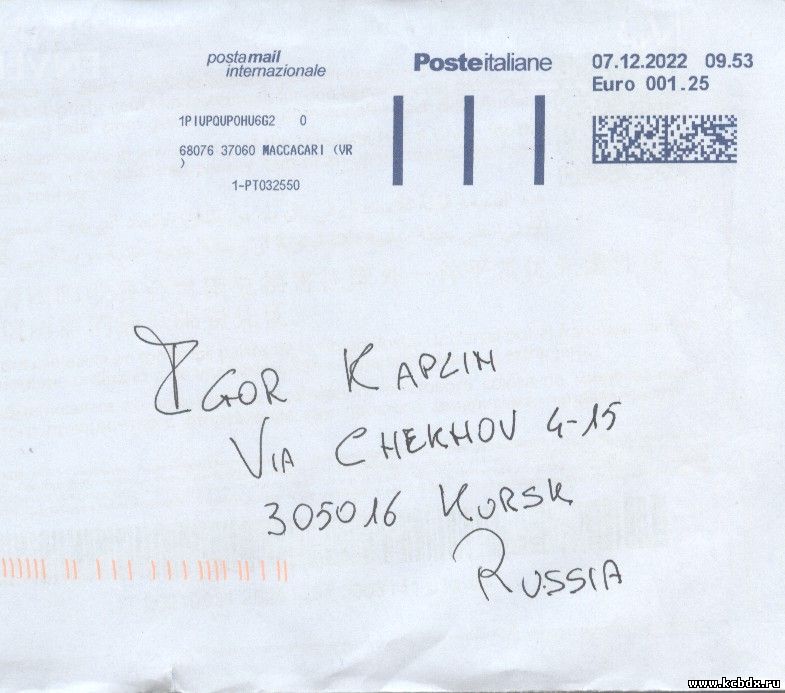 postamail
internazionale
Posteitaliane
07.12.2022 09.53
Euro 001.25
1PIVPQUPOHU6G2 0
68076 37060 MACCACARI (VR
)
1-PT032550
IGOR KAPLIN
VIA CHEKHOV 4-15
305016 KURSK
RUSSIA
www.kcbdx.ru